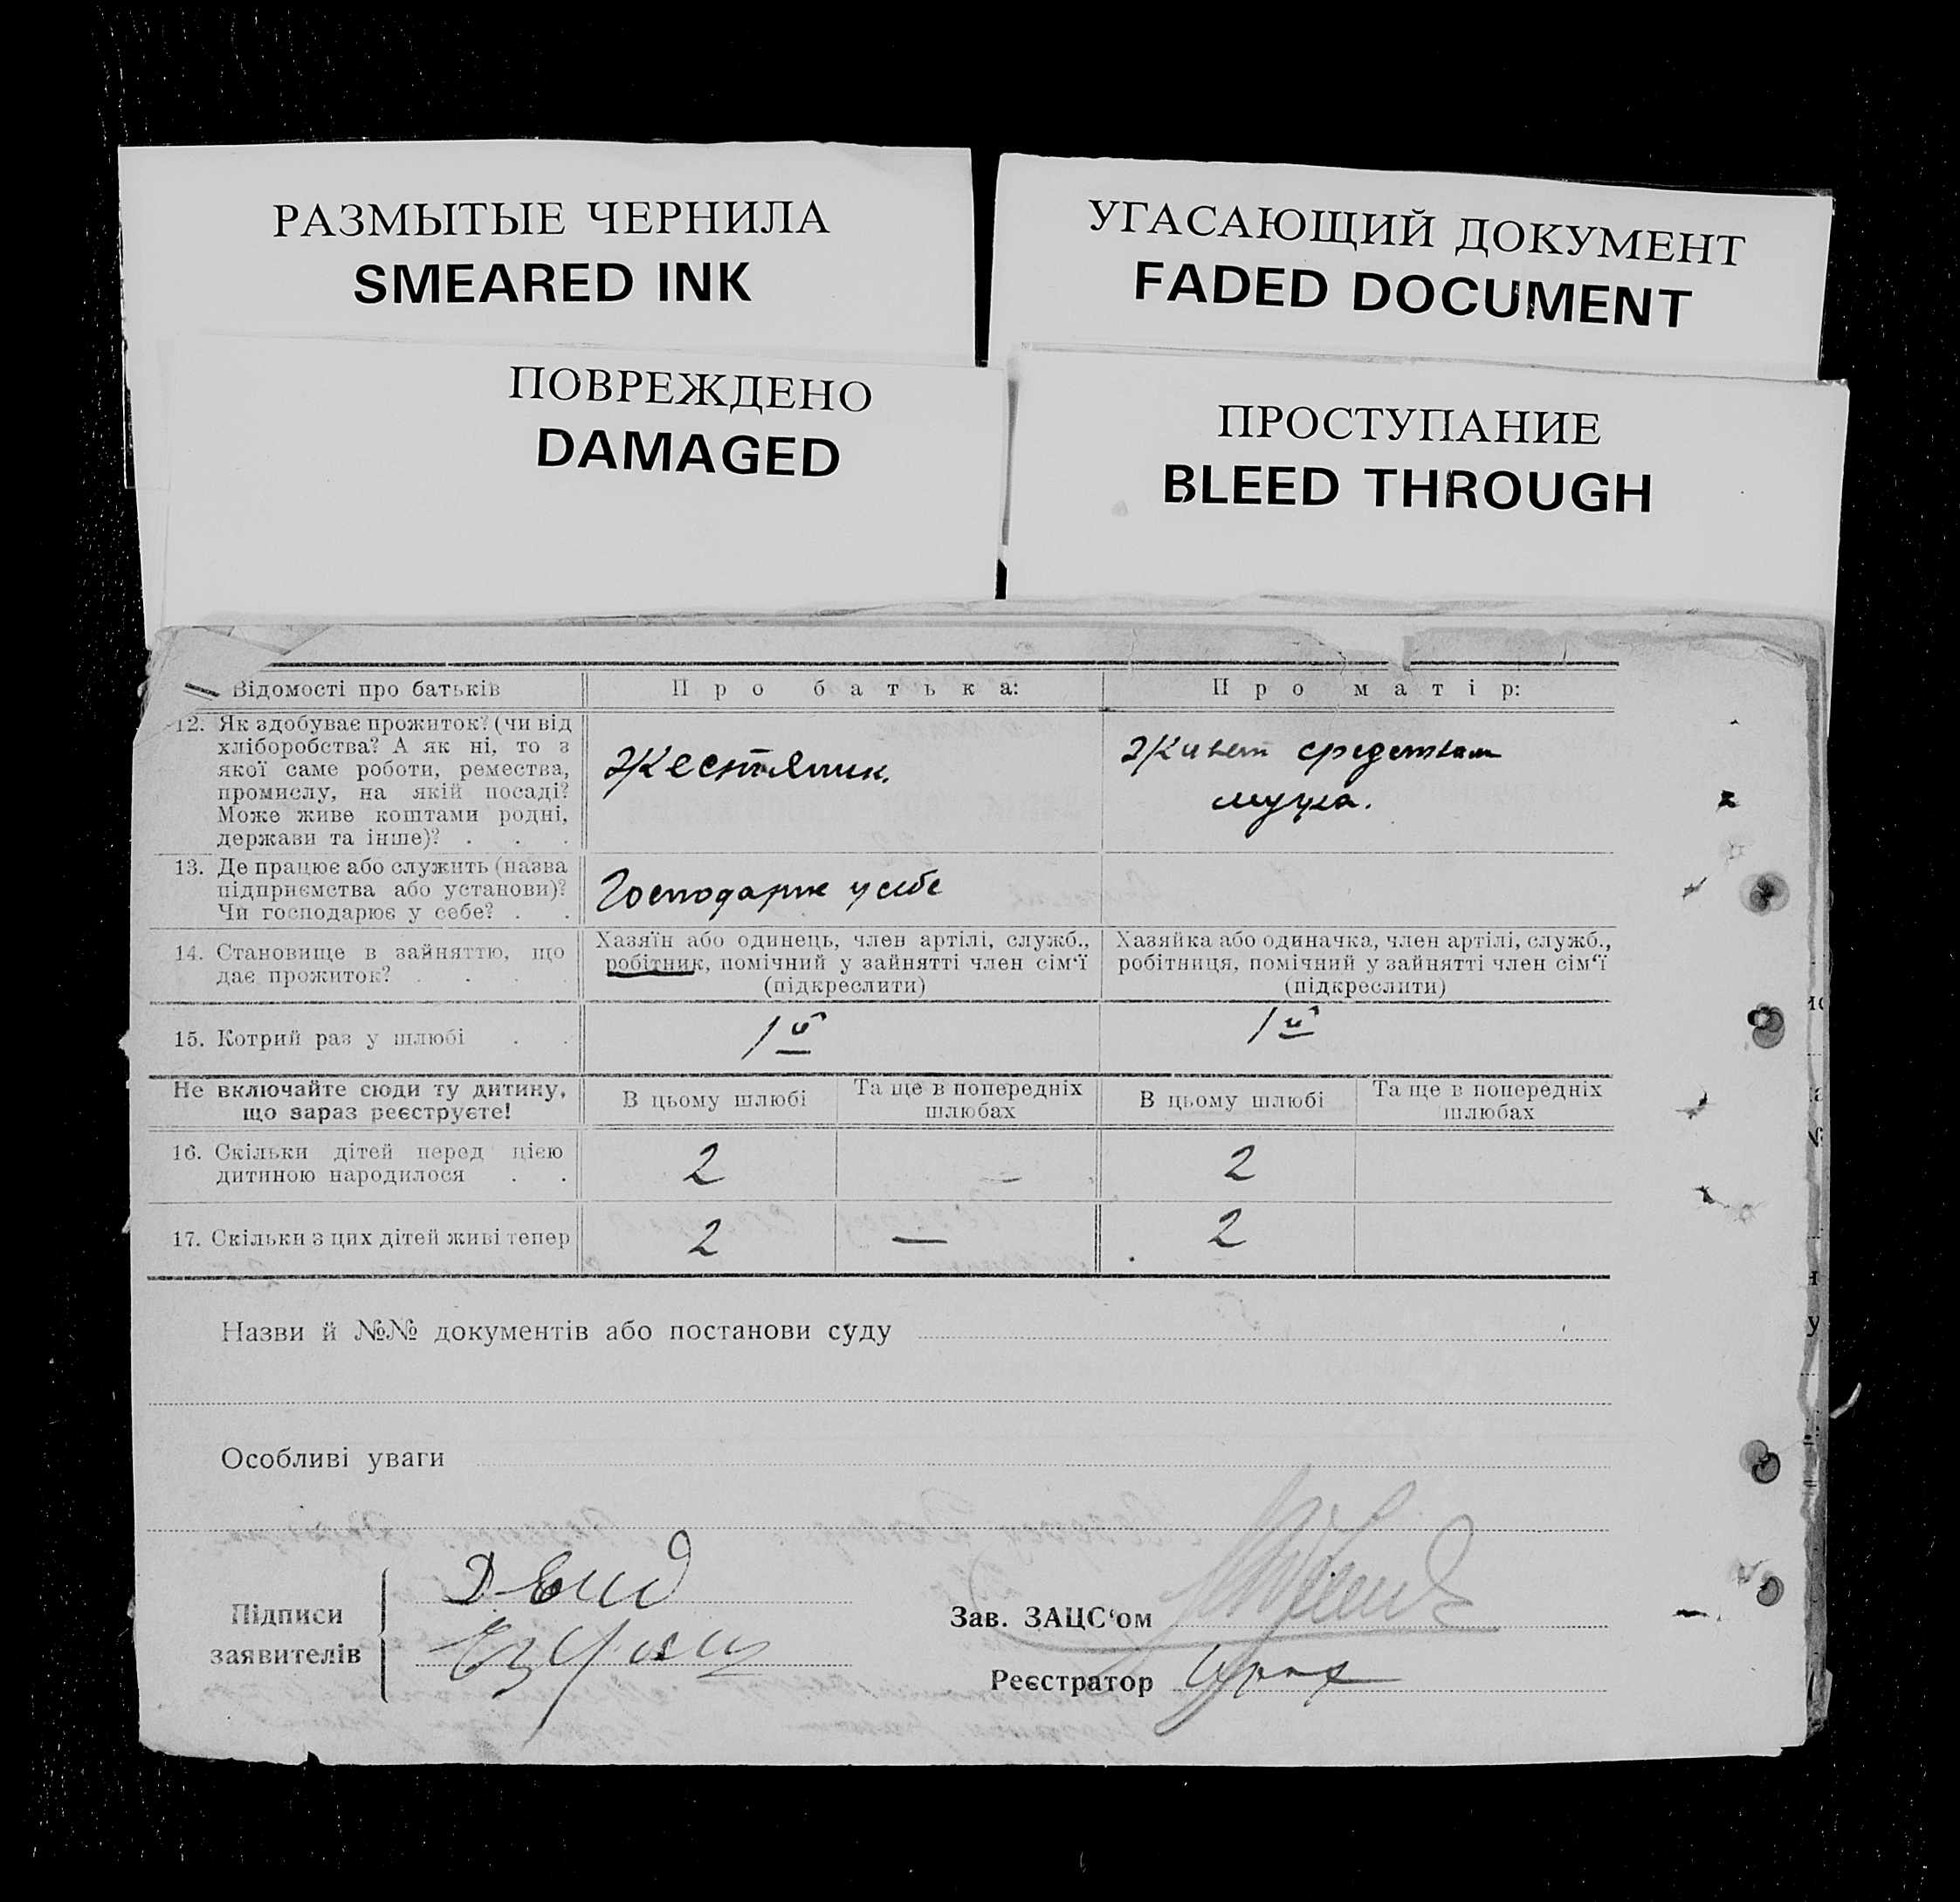 РАЗМЫТЫЕ ЧЕРНИЛА
SMEARED INK
УГАСАЮЩИЙ ДОКУМЕНТ
FADED DOCUMENT
ПОВРЕЖДЕНО
DAMAGED
ПРОСТУПАНИЕ
BLEED THROUGH
Відомості про батьків
Про батька:
Про матір:
12. Як здобуває прожиток? (чи від
хліборобства? А як ні, то з
якої саме роботи, ремества,
промислу, на якій посаді?
Може живе коштами родні,
держави та інше)? . . .
Жестяник.
Живет средствам
мужа.
13. Де працює або служить (назва
підприємства або установи)?
Чи господарює у себе? . .
Господарює у себе
14. Становище в зайняттю, що
дає прожиток? . . . .
Хазяїн або одинець, член артілі, служб.,
робітник, помічний у зайнятті член сім‘ї
(підкреслити)
Хазяйка або одиначка, член артілі, служб.,
робітниця, помічний у зайнятті член сім‘ї
(підкреслити)
15. Котрий раз у шлюбі . .
1й
1й
Не включайте сюди ту дитину,
що зараз реєструєте!
В цьому шлюбі
Та ще в попередніх
шлюбах
В цьому шлюбі
Та ще в попередніх
шлюбах
16. Скільки дітей перед цією
дитиною народилося . .
2
—
2
17. Скільки з цих дітей живі тепер
2
—
2
Назви й №№ документів або постанови суду
Особливі уваги
Підписи
заявителів
Зав. ЗАЦС‘ом
Реєстратор